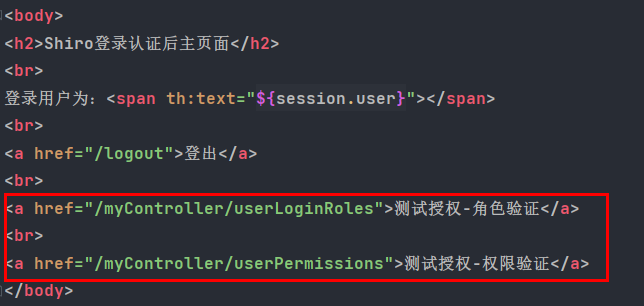 <body>
<h2>Shiro登录认证后主页面</h2>
<br>
登录用户为：<span th:text="${session.user}"></span>
<br>
<a href="/logout">登出</a>
<br>
<a href="/myController/userLoginRoles">测试授权-角色验证</a>
<br>
<a href="/myController/userPermissions">测试授权-权限验证</a>
</body>